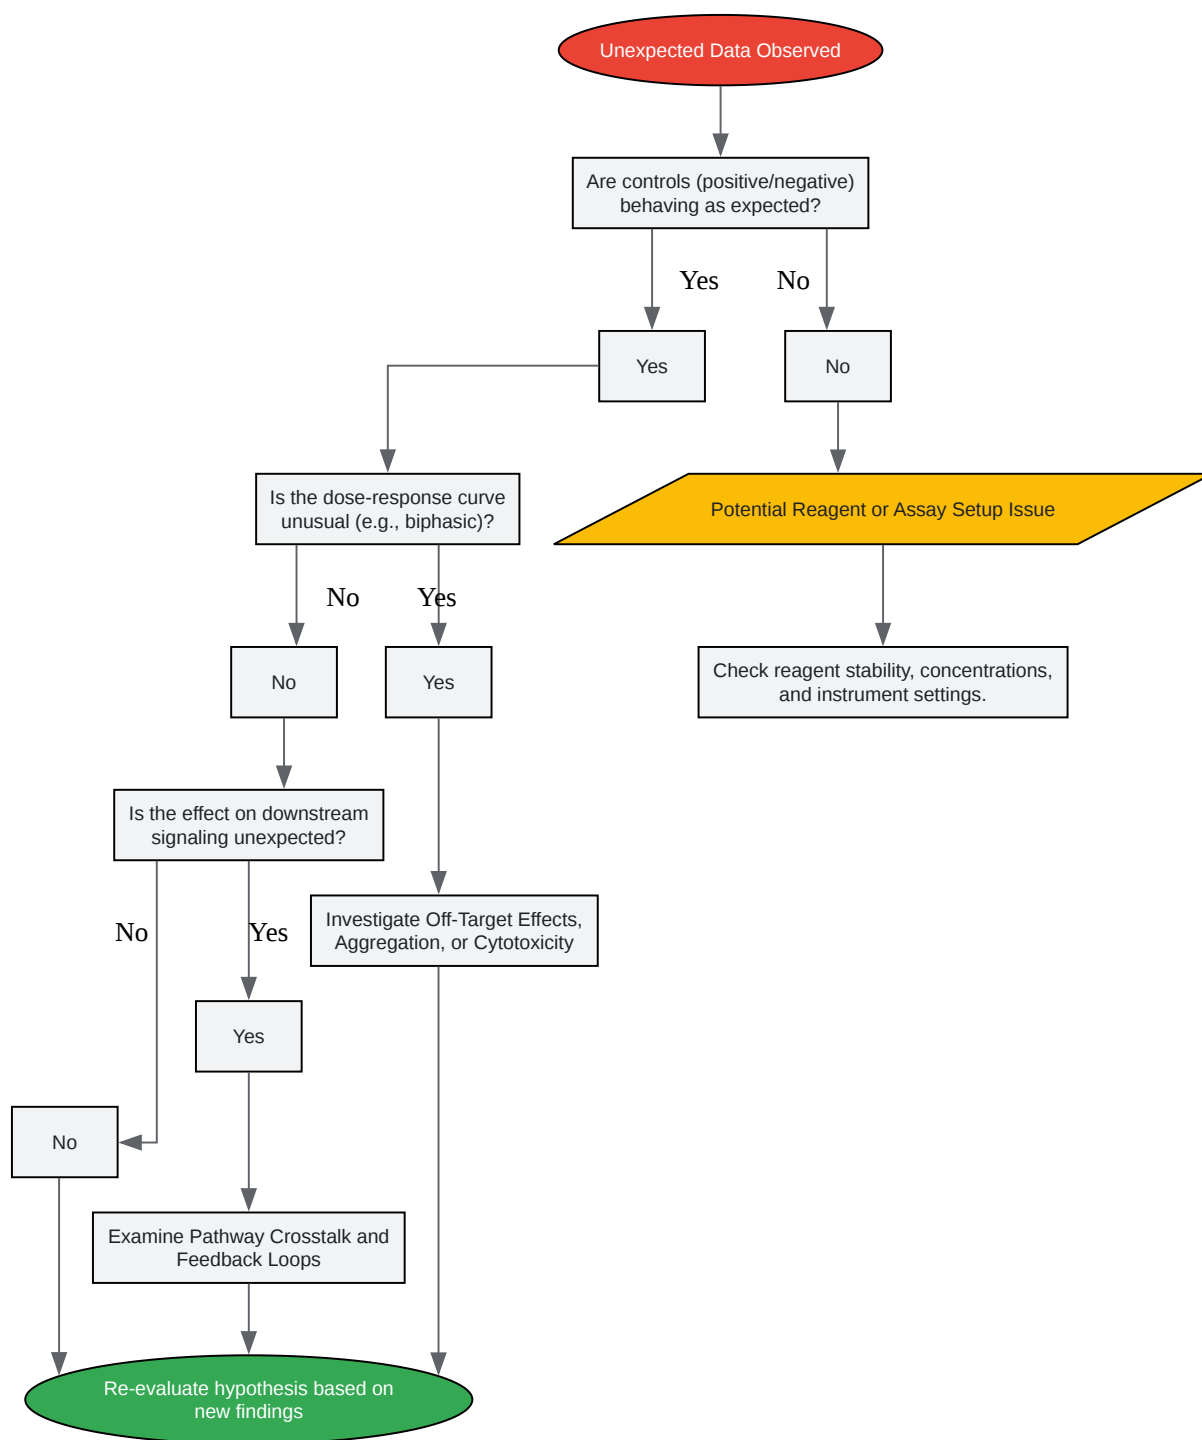 Unexpected Data Observed
Are controls (positive/negative)
behaving as expected?
Yes
No
Yes
No
Is the dose-response curve
unusual (e.g., biphasic)?
Potential Reagent or Assay Setup Issue
No
Yes
No
Yes
Check reagent stability, concentrations,
and instrument settings.
Is the effect on downstream
signaling unexpected?
No
Yes
Investigate Off-Target Effects,
Aggregation, or Cytotoxicity
Yes
No
Examine Pathway Crosstalk and
Feedback Loops
Re-evaluate hypothesis based on
new findings